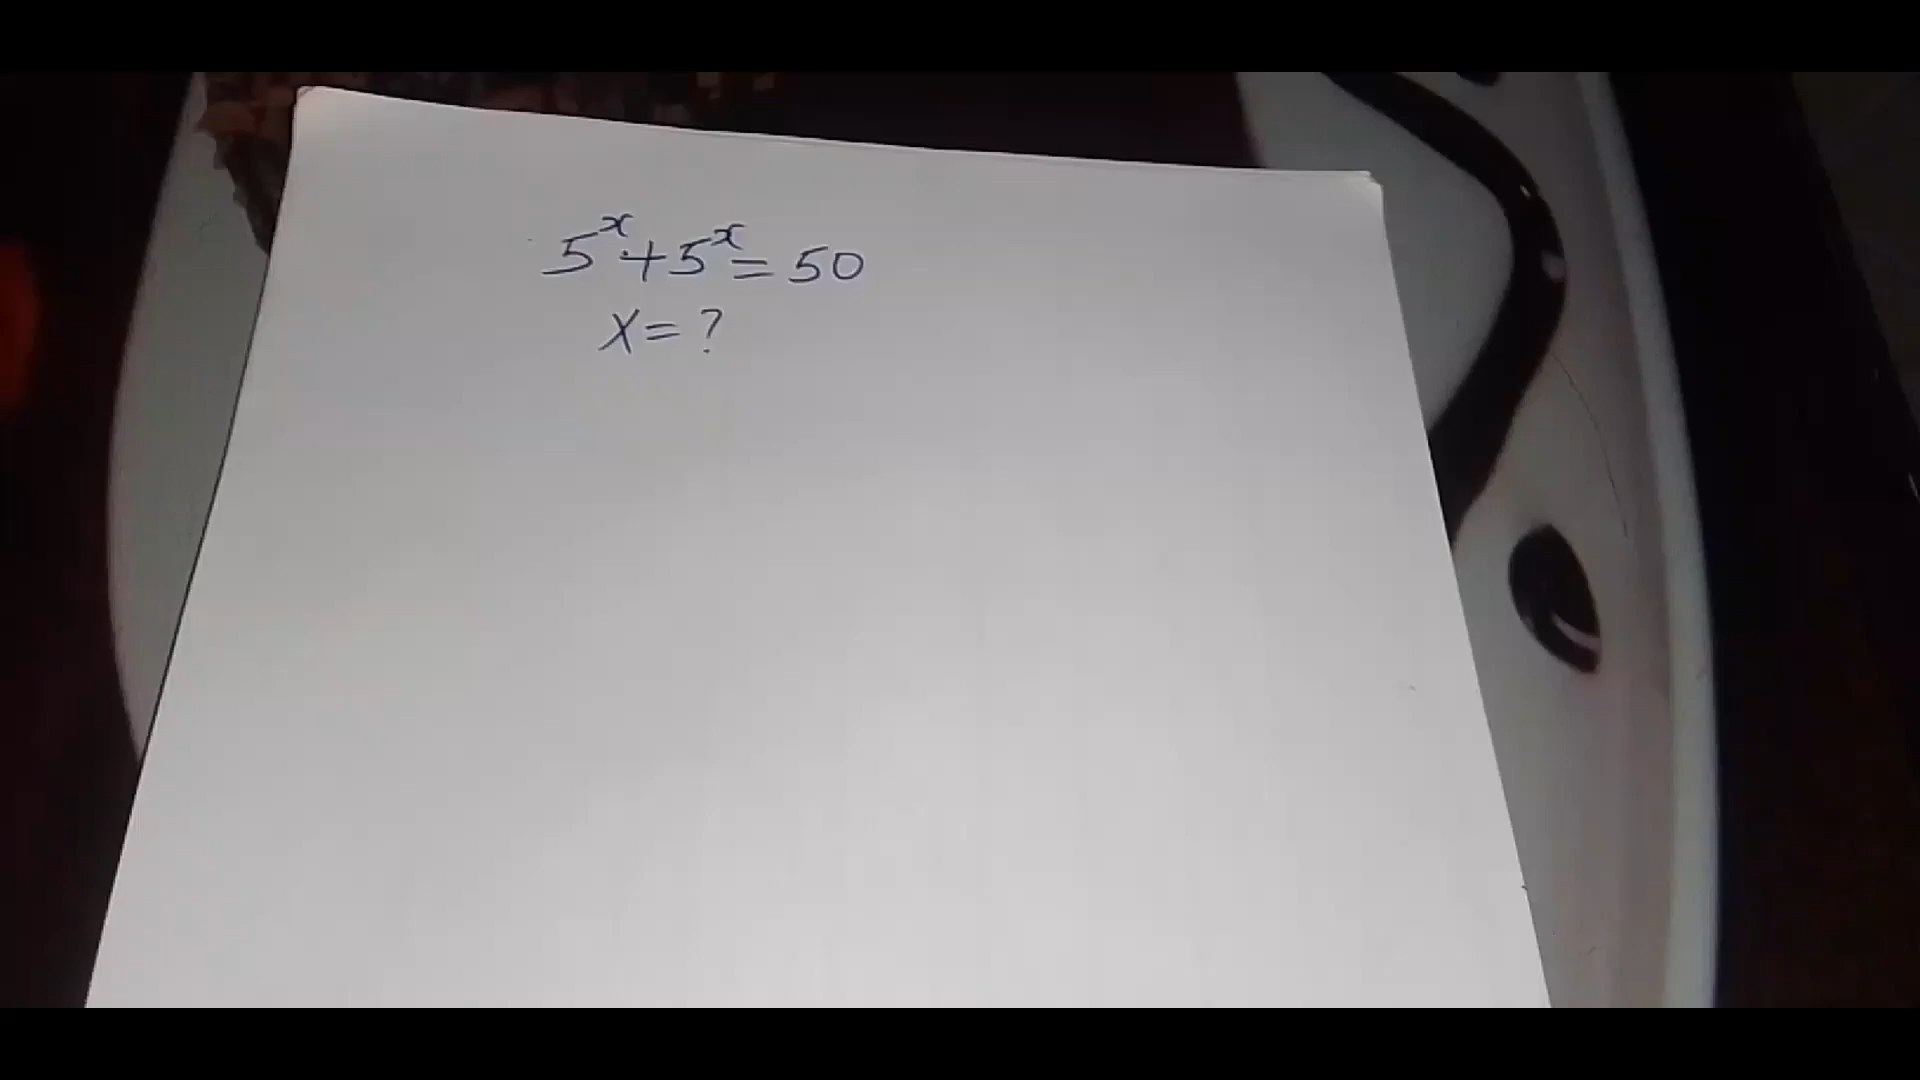 5^x + 5^x = 50
x = ?